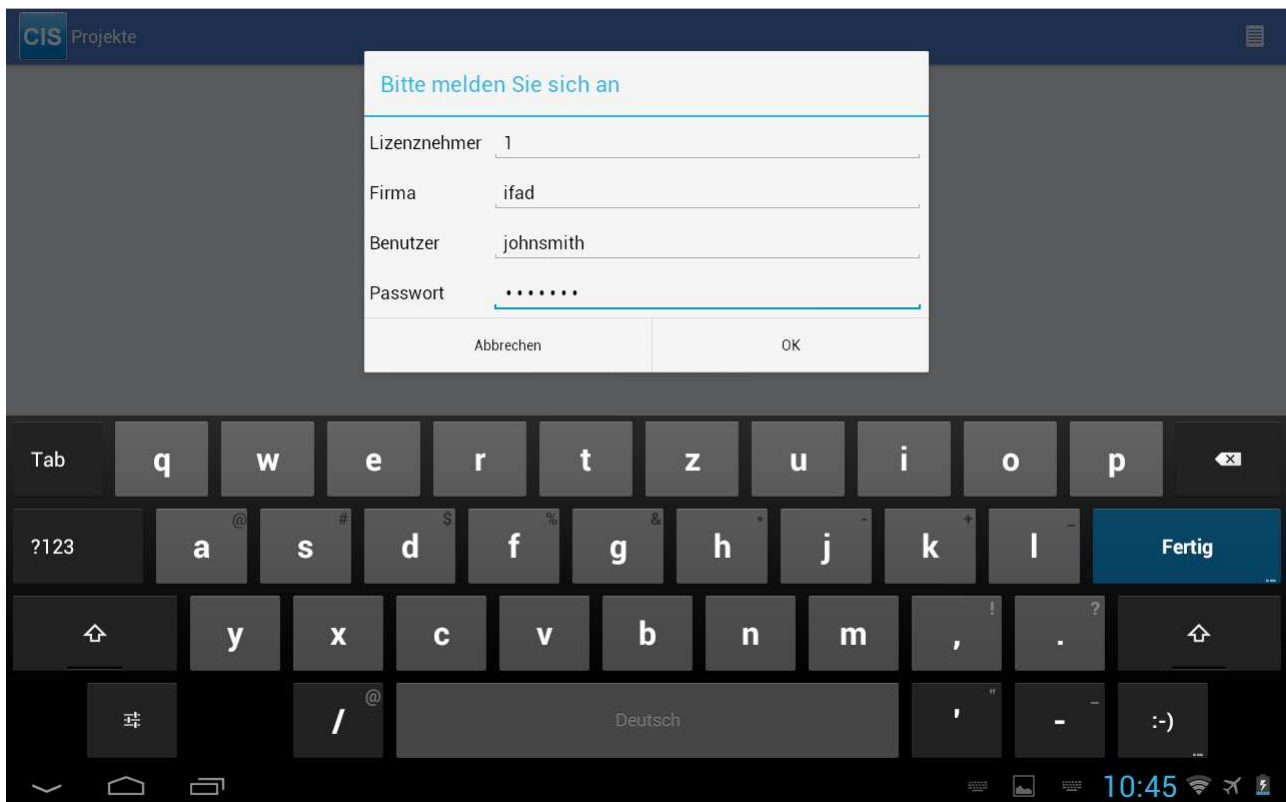 CIS Projekte
Bitte melden Sie sich an
Lizenznehmer 1
Firma ifad
Benutzer johnsmith
Passwort •••••••
Abbrechen OK
Tab q w e r t z u i o p
?123 a @ s # d $ f % g & h * j - k + l _ Fertig
y x c v b n m , ! . ?
/ @ Deutsch ' " - _ :-)
10:45